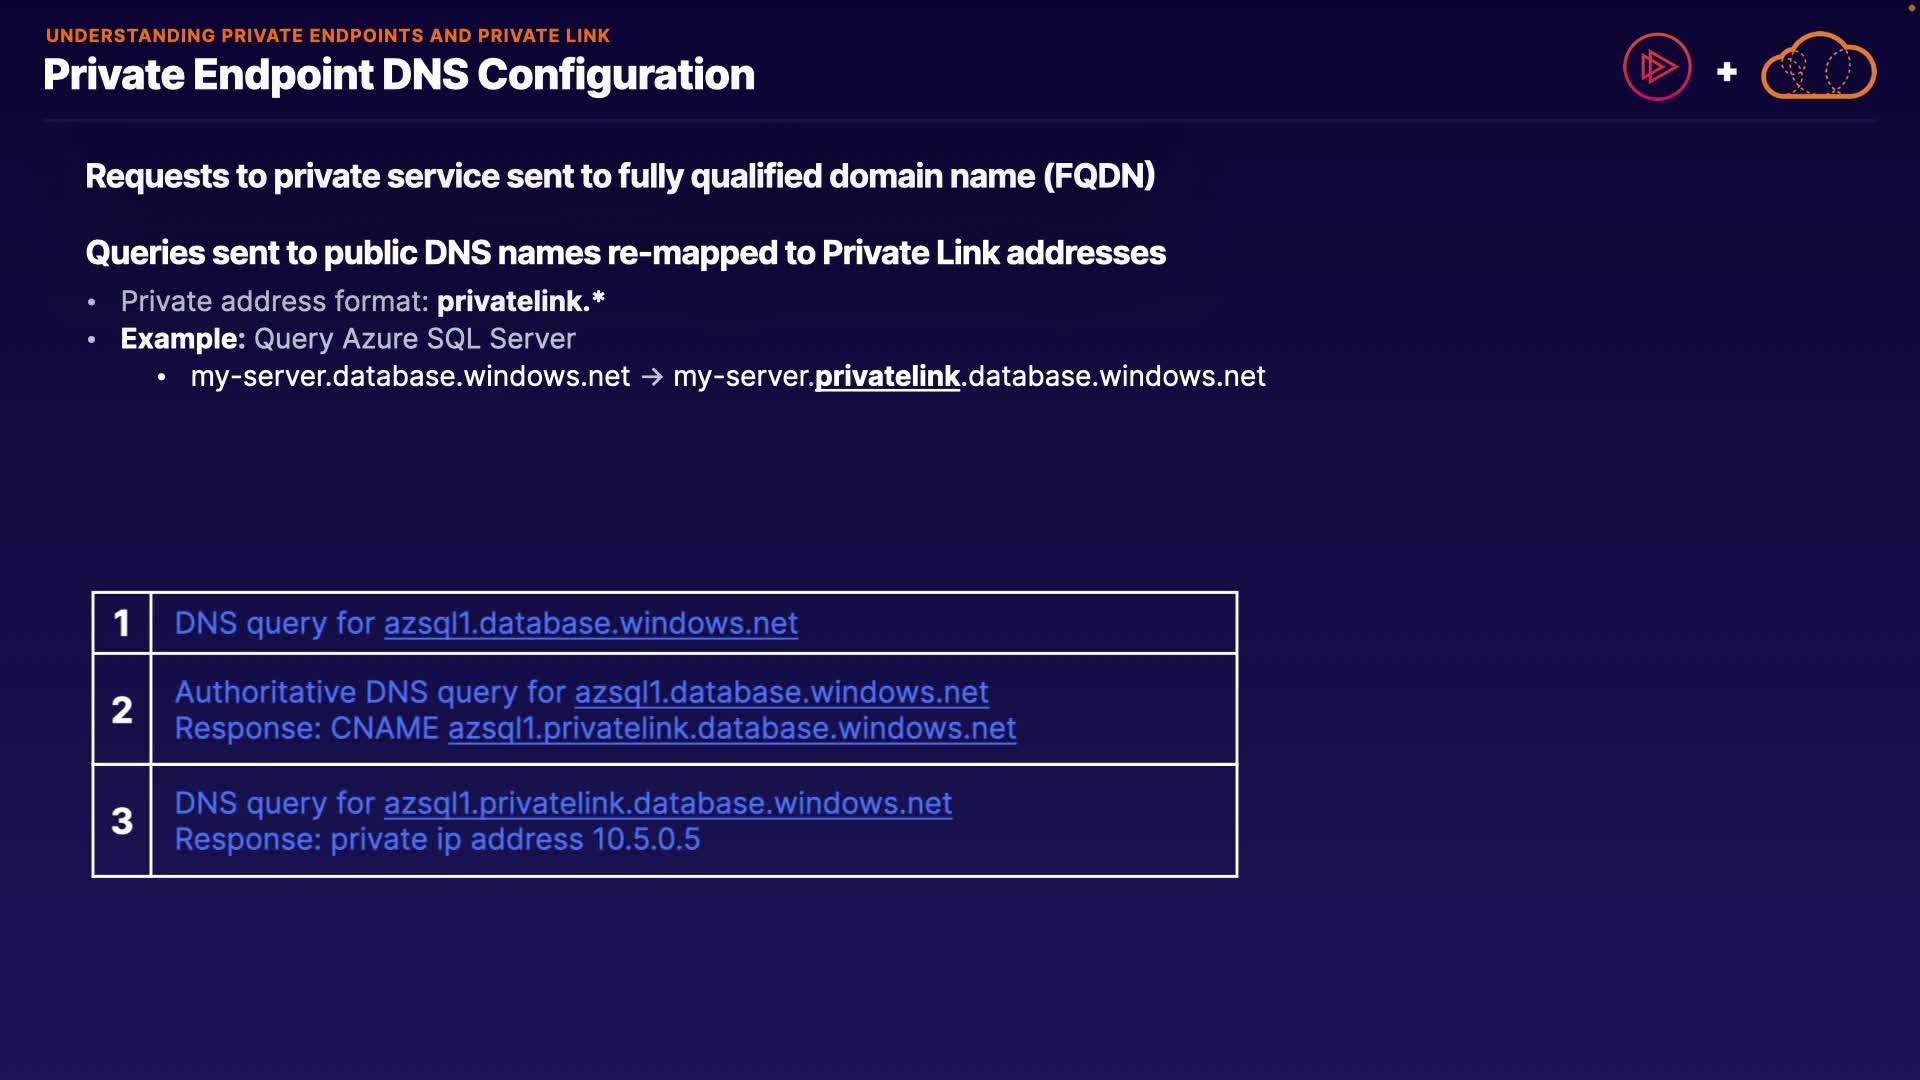 UNDERSTANDING PRIVATE ENDPOINTS AND PRIVATE LINK
Private Endpoint DNS Configuration
+
Requests to private service sent to fully qualified domain name (FQDN)
Queries sent to public DNS names re-mapped to Private Link addresses
• Private address format: privatelink.*
• Example: Query Azure SQL Server
• my-server.database.windows.net → my-server.privatelink.database.windows.net
1 DNS query for azsql1.database.windows.net
2 Authoritative DNS query for azsql1.database.windows.net
Response: CNAME azsql1.privatelink.database.windows.net
3 DNS query for azsql1.privatelink.database.windows.net
Response: private ip address 10.5.0.5